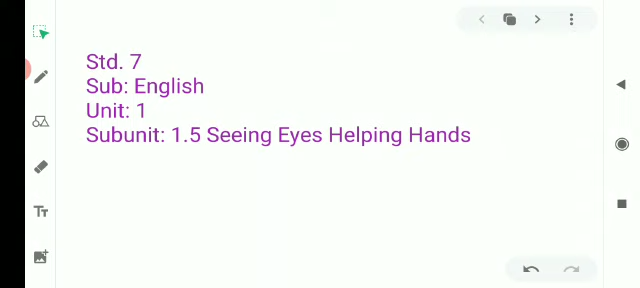 Std. 7
Sub: English
Unit: 1
Subunit: 1.5 Seeing Eyes Helping Hands